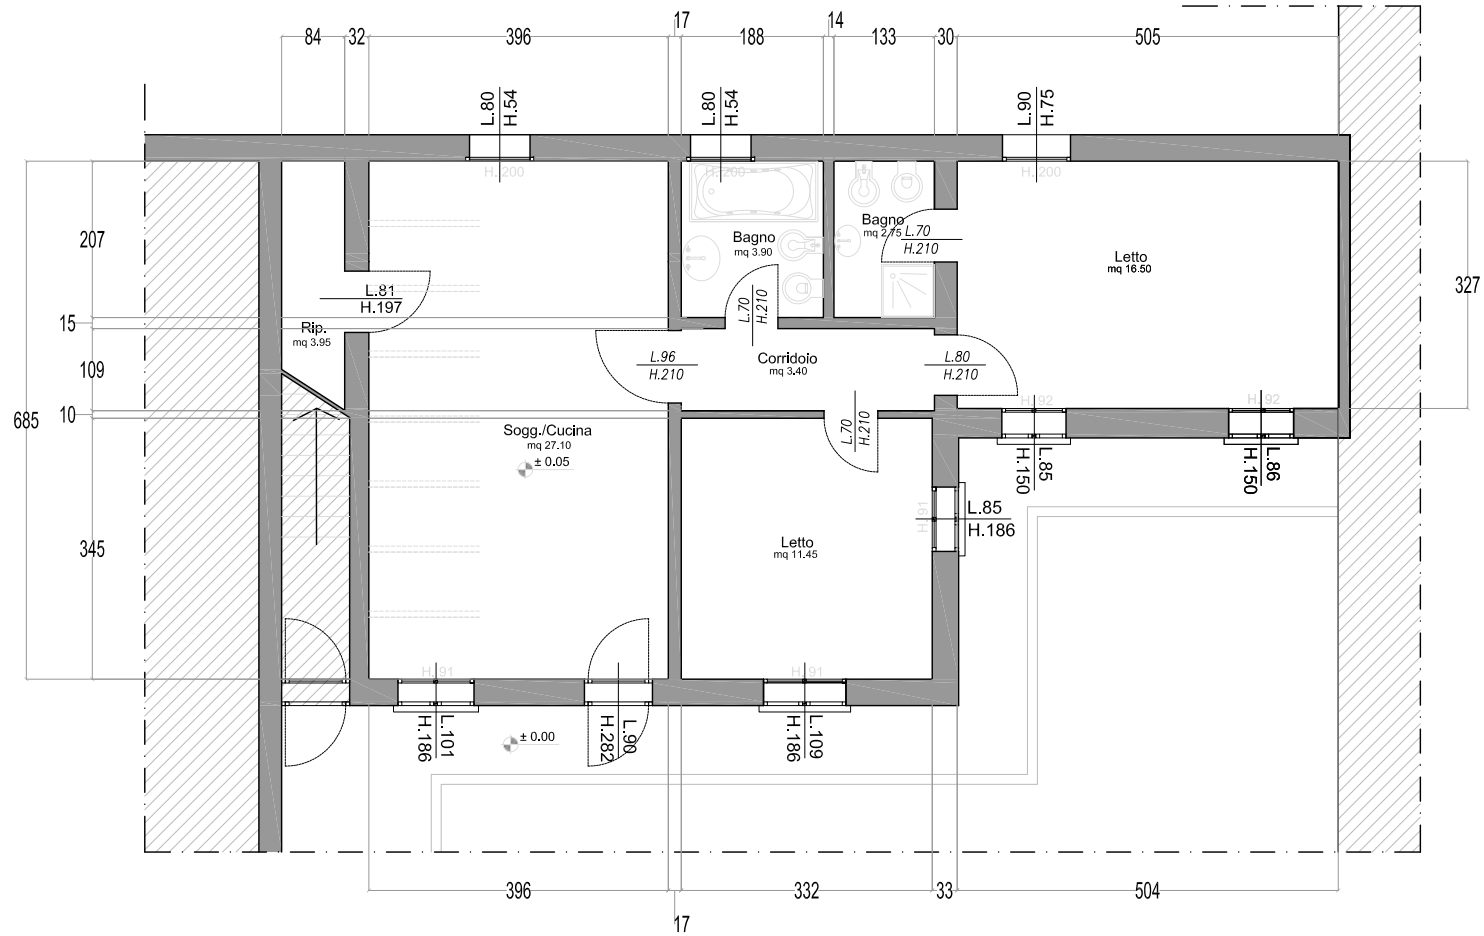 17
14
84
32
396
188
133
30
505
L.80
H.54
L.80
H.54
L.90
H.75
H. 200
H. 200
H. 200
207
Bagno
mq 3.90
Bagno
mq 2.75
L.70
H.210
Letto
mq 16.50
327
L.81
H.197
L.70
H.210
15
Rip.
mq 3.95
109
L.96
H.210
Corridoio
mq 3.40
L.80
H.210
685
10
H. 92
H. 92
Sogg./Cucina
mq 27.10
± 0.05
L.70
H.210
L.85
H.150
L.86
H.150
345
Letto
mq 11.45
H. 91
L.85
H.186
H. 91
H. 91
L.101
H.186
± 0.00
L.90
H.282
L.109
H.186
396
332
33
504
17